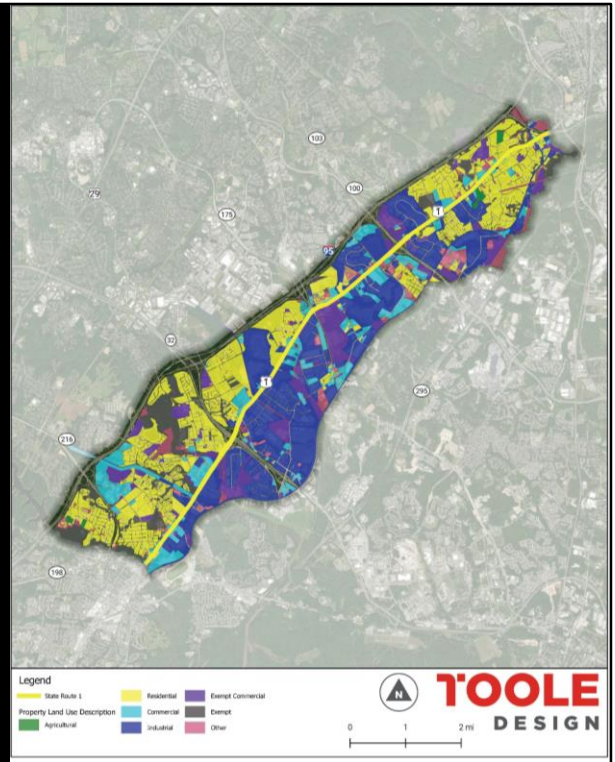 103
100
29
175
1
95
32
1
295
216
198
Legend
State Route 1
Property Land Use Description
Agricultural
Residential
Commercial
Industrial
Exempt Commercial
Exempt
Other
N
0 1 2 mi
TOOLE
DESIGN